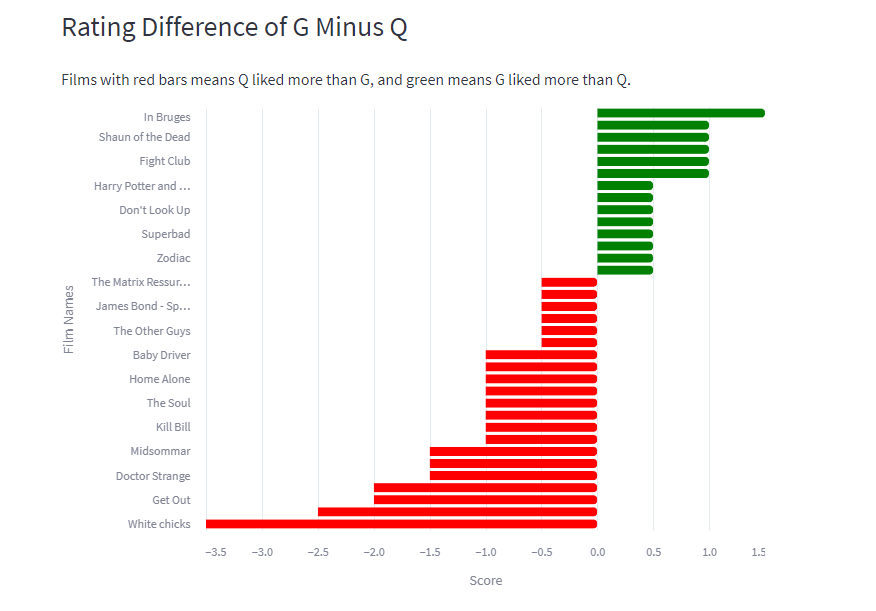 Rating Difference of G Minus Q
Films with red bars means Q liked more than G, and green means G liked more than Q.
In Bruges
Shaun of the Dead
Fight Club
Harry Potter and …
Don't Look Up
Superbad
Zodiac
The Matrix Ressur…
James Bond - Sp…
The Other Guys
Baby Driver
Home Alone
The Soul
Kill Bill
Midsommar
Doctor Strange
Get Out
White chicks
Film Names
−3.5 −3.0 −2.5 −2.0 −1.5 −1.0 −0.5 0.0 0.5 1.0 1.5
Score